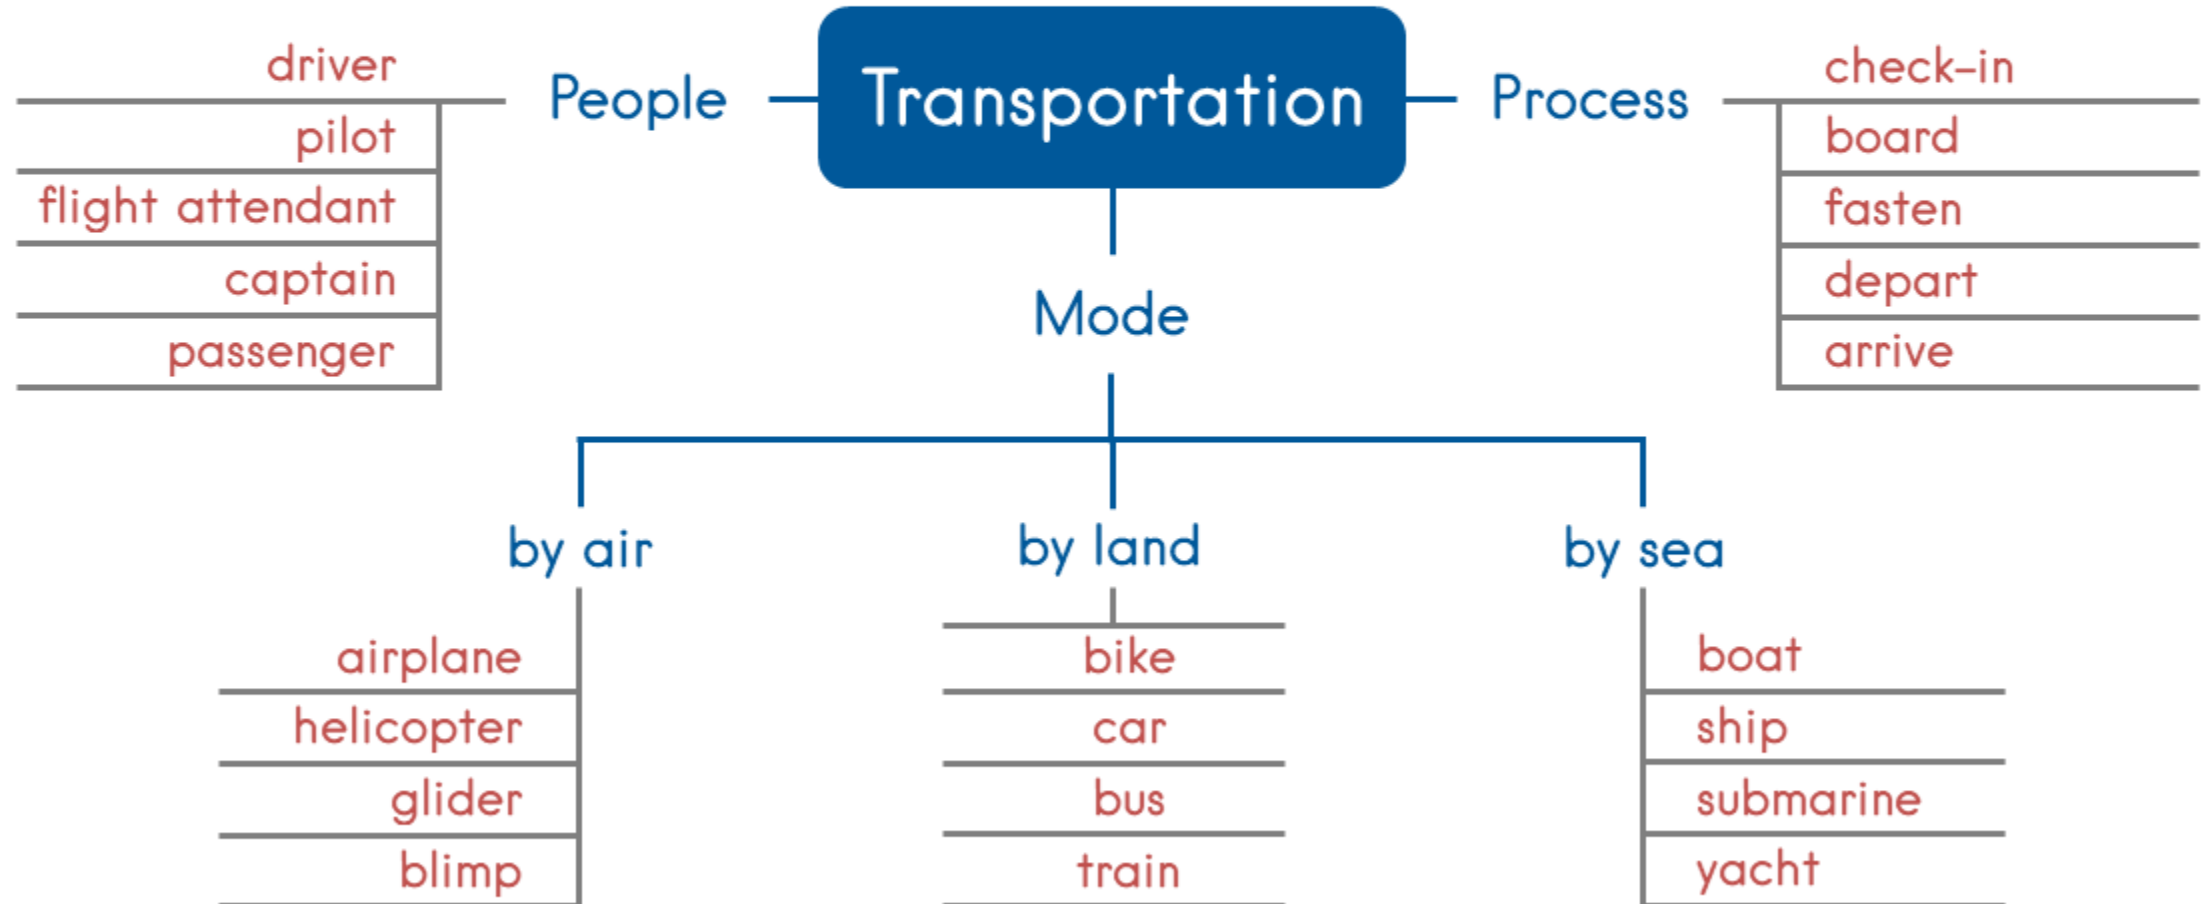 Transportation
People
driver
pilot
flight attendant
captain
passenger
Process
check-in
board
fasten
depart
arrive
Mode
by air
airplane
helicopter
glider
blimp
by land
bike
car
bus
train
by sea
boat
ship
submarine
yacht